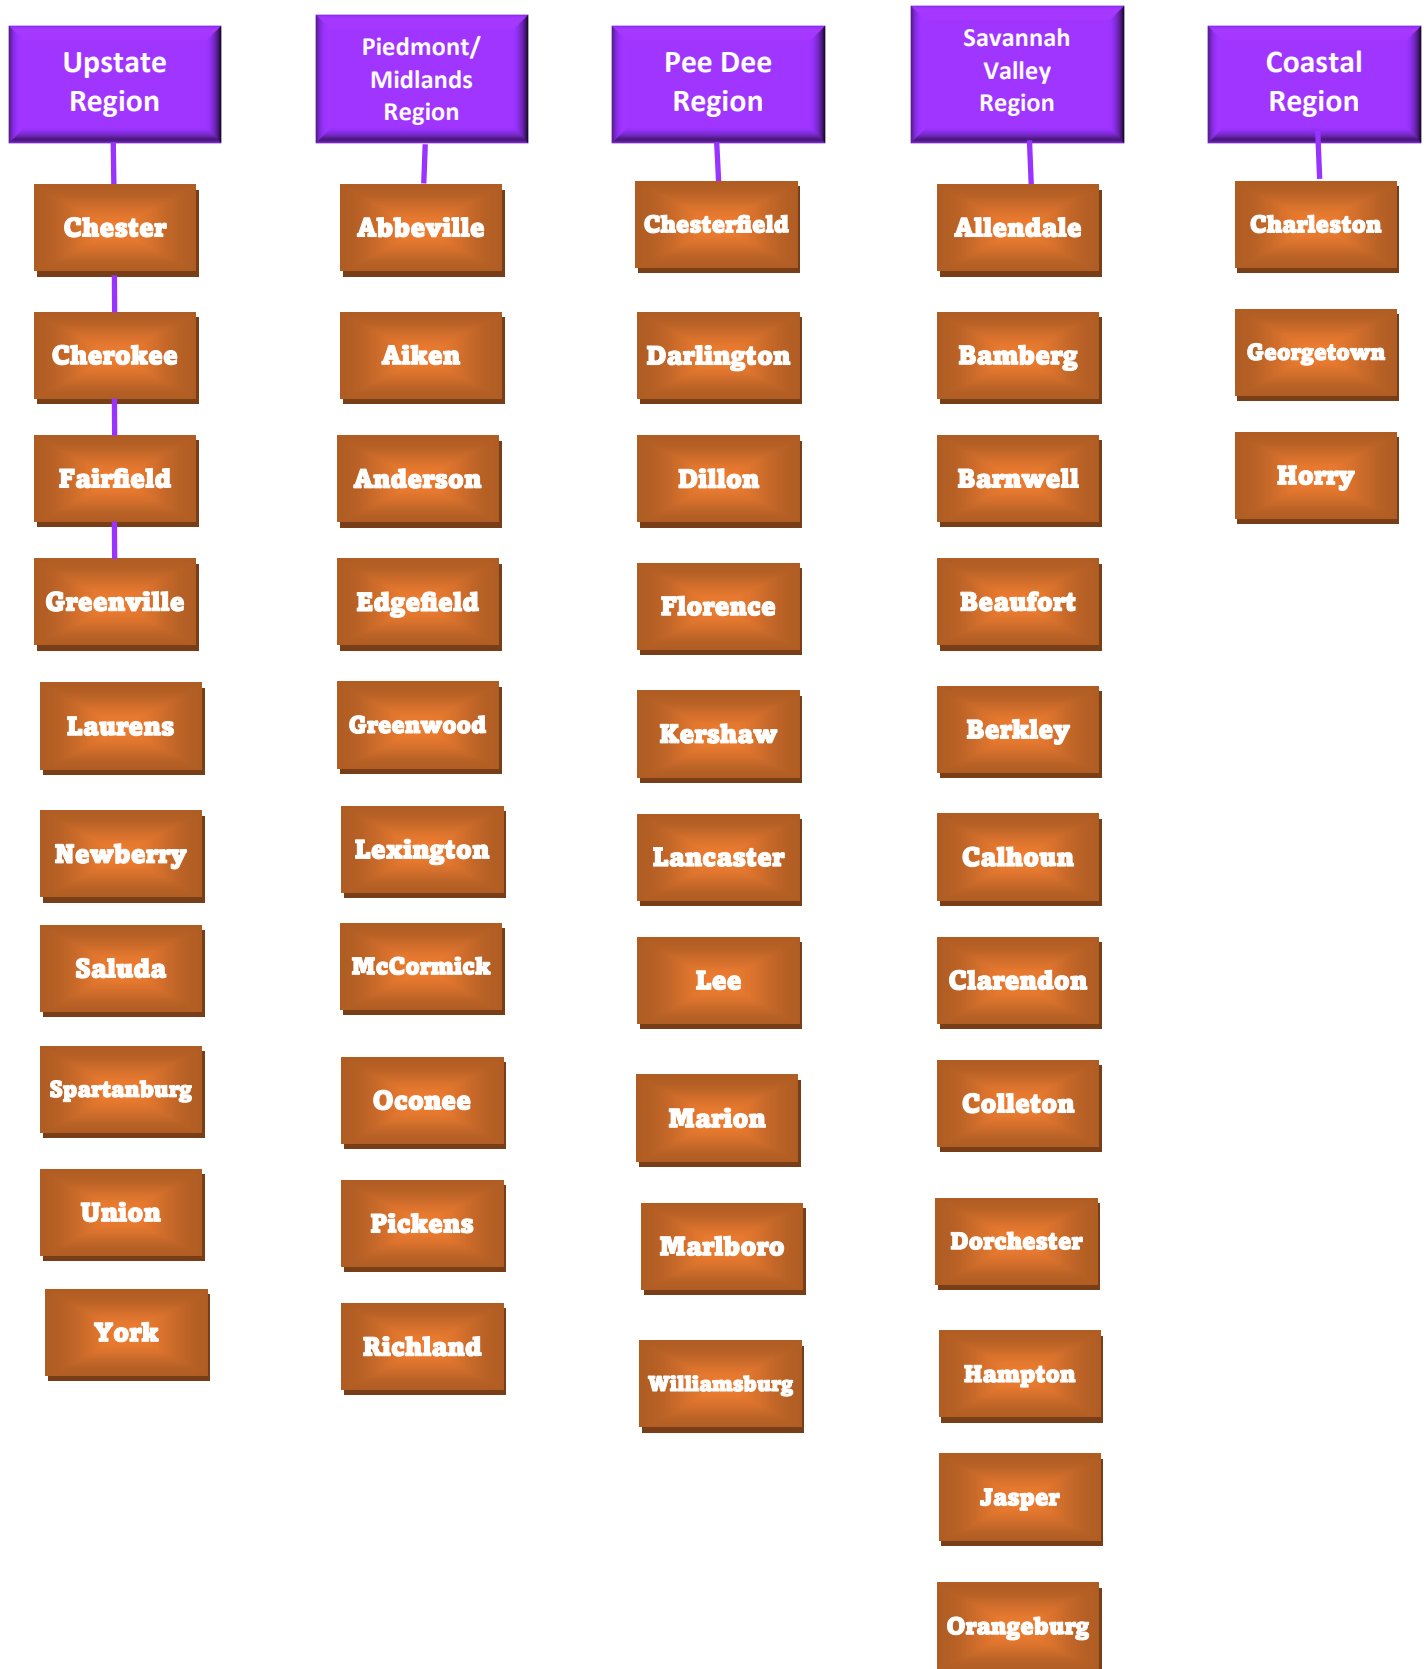 Upstate
Region
Chester
Cherokee
Fairfield
Greenville
Laurens
Newberry
Saluda
Spartanburg
Union
York
Piedmont/
Midlands
Region
Abbeville
Aiken
Anderson
Edgefield
Greenwood
Lexington
McCormick
Oconee
Pickens
Richland
Pee Dee
Region
Chesterfield
Darlington
Dillon
Florence
Kershaw
Lancaster
Lee
Marion
Marlboro
Williamsburg
Savannah
Valley
Region
Allendale
Bamberg
Barnwell
Beaufort
Berkley
Calhoun
Clarendon
Colleton
Dorchester
Hampton
Jasper
Orangeburg
Coastal
Region
Charleston
Georgetown
Horry